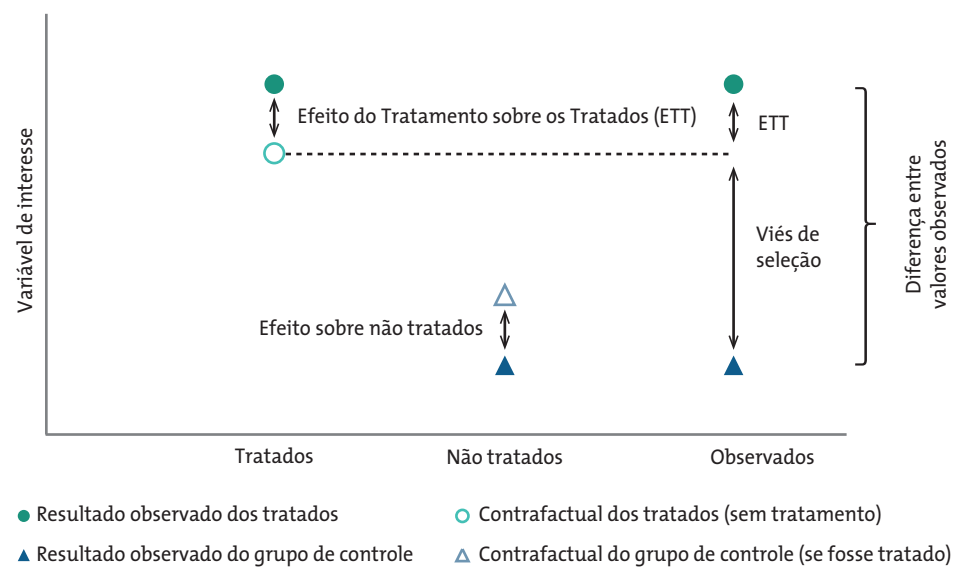 Variável de interesse
Efeito do Tratamento sobre os Tratados (ETT)
ETT
Viés de
seleção
Efeito sobre não tratados
Diferença entre
valores observados
Tratados
Não tratados
Observados
Resultado observado dos tratados
Contrafactual dos tratados (sem tratamento)
Resultado observado do grupo de controle
Contrafactual do grupo de controle (se fosse tratado)